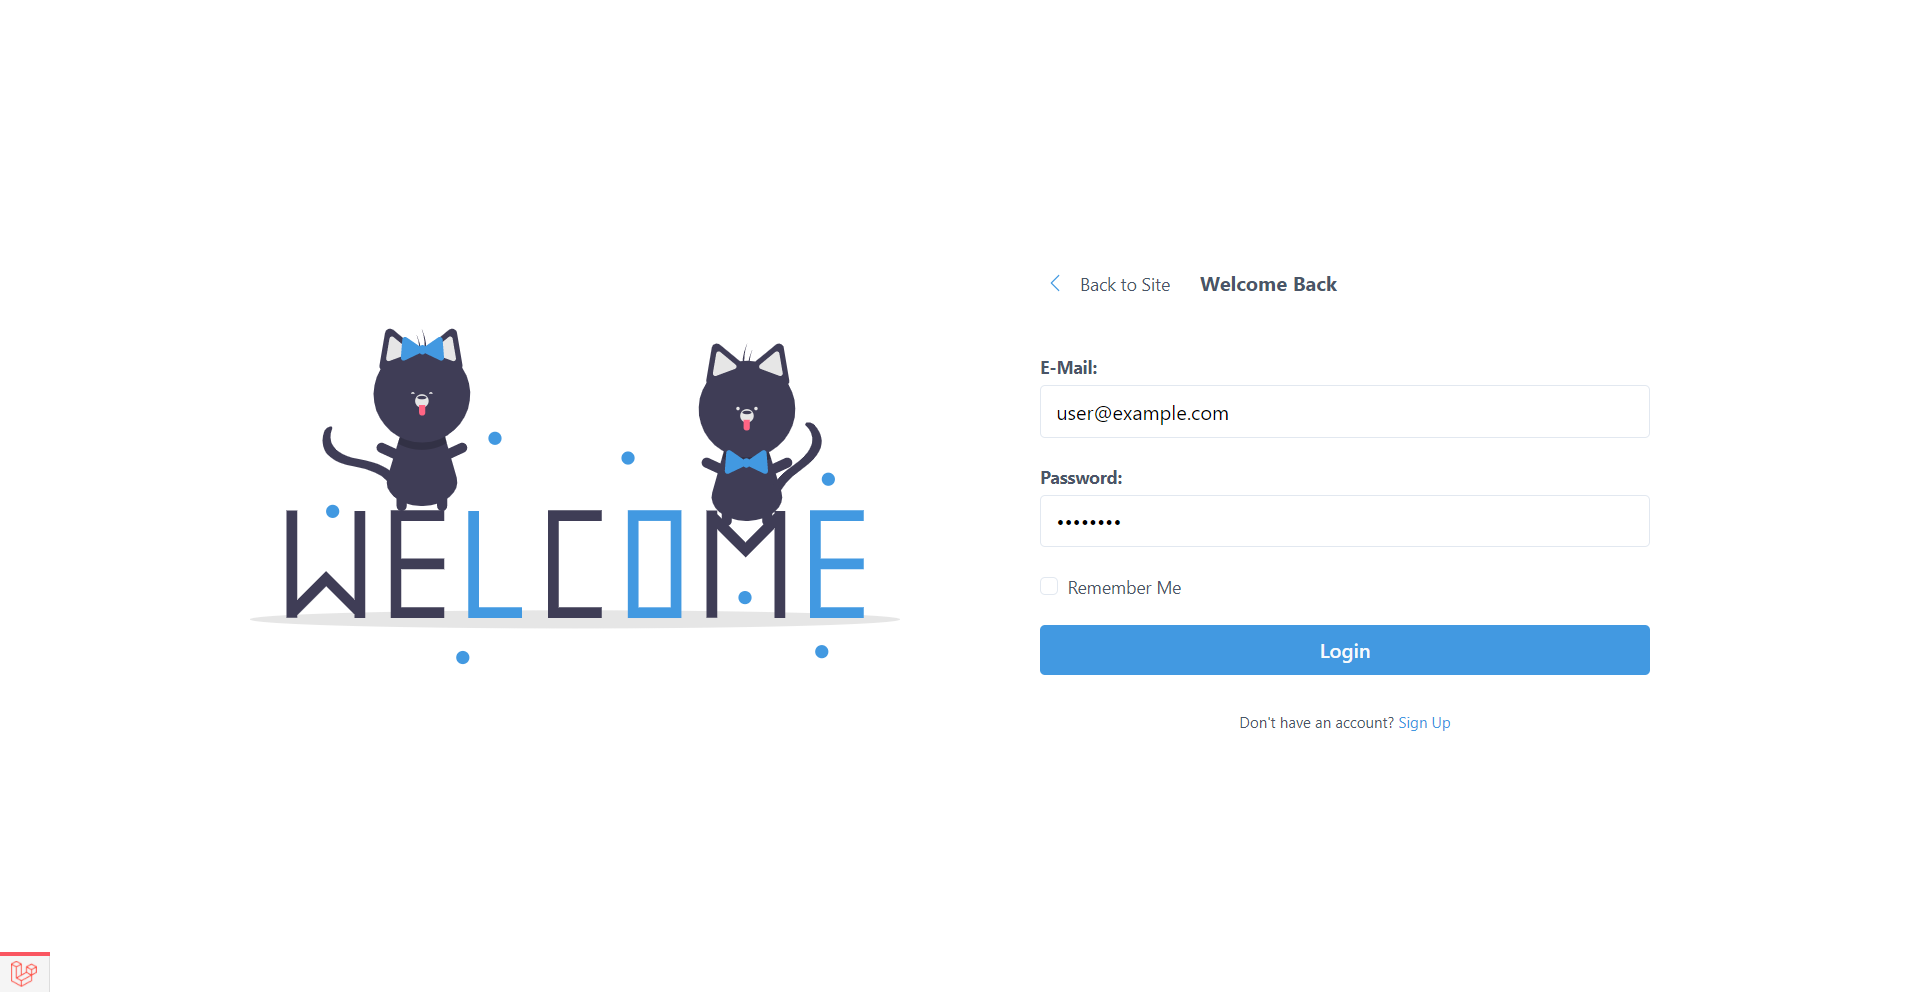 WELCOME
Back to Site Welcome Back
E-Mail:
user@example.com
Password:
••••••••
Remember Me
Login
Don't have an account? Sign Up